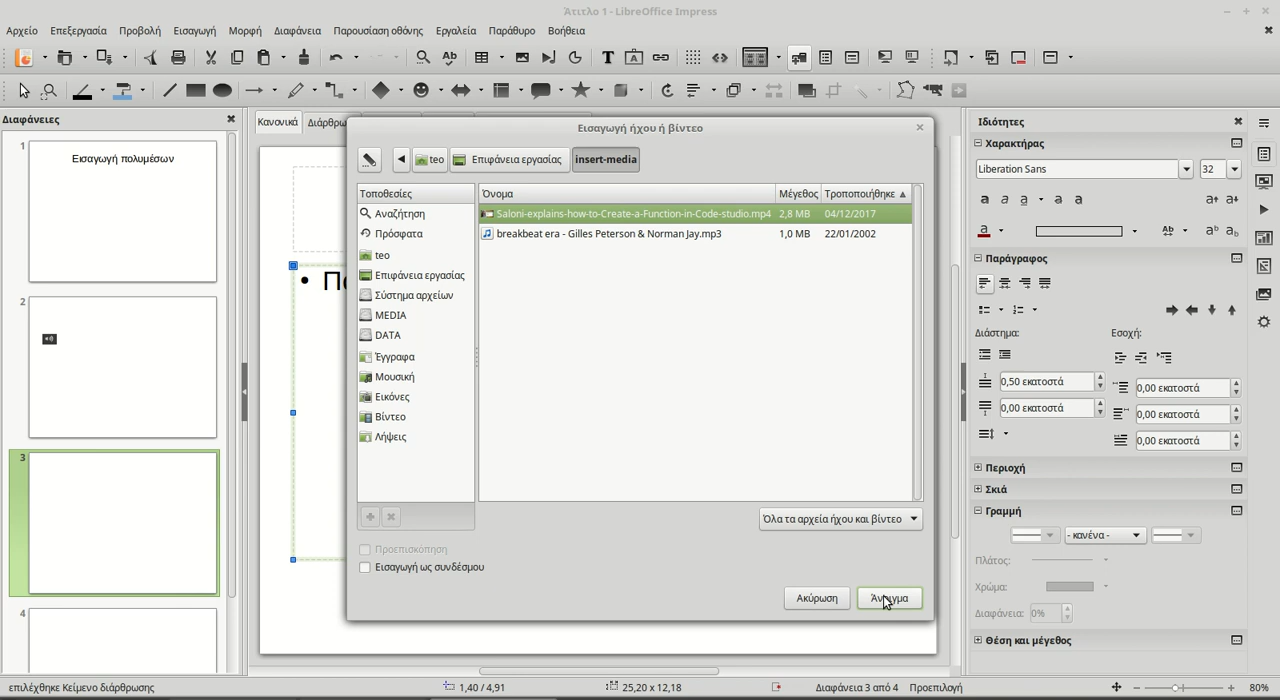 Άτιτλο 1 - LibreOffice Impress
Αρχείο Επεξεργασία Προβολή Εισαγωγή Μορφή Διαφάνεια Παρουσίαση οθόνης Εργαλεία Παράθυρο Βοήθεια
Διαφάνειες
1
Εισαγωγή πολυμέσων
2
3
4
Κανονικά Διάρθρω
• Πα
Εισαγωγή ήχου ή βίντεο
teo Επιφάνεια εργασίας insert-media
Τοποθεσίες
Αναζήτηση
Πρόσφατα
teo
Επιφάνεια εργασίας
Σύστημα αρχείων
MEDIA
DATA
Έγγραφα
Μουσική
Εικόνες
Βίντεο
Λήψεις
Όνομα Μέγεθος Τροποποιήθηκε
Saloni-explains-how-to-Create-a-Function-in-Code-studio.mp4 2,8 MB 04/12/2017
breakbeat era - Gilles Peterson & Norman Jay.mp3 1,0 MB 22/01/2002
Όλα τα αρχεία ήχου και βίντεο
Προεπισκόπηση
Εισαγωγή ως συνδέσμου
Ακύρωση Άνοιγμα
Ιδιότητες
Χαρακτήρας
Liberation Sans 32
Παράγραφος
Διάστημα: Εσοχή:
0,50 εκατοστά 0,00 εκατοστά
0,00 εκατοστά 0,00 εκατοστά
0,00 εκατοστά
Περιοχή
Σκιά
Γραμμή
- κανένα -
Πλάτος:
Χρώμα:
Διαφάνεια: 0%
Θέση και μέγεθος
επιλέχθηκε Κείμενο διάρθρωσης 1,40 / 4,91 25,20 x 12,18 Διαφάνεια 3 από 4 Προεπιλογή 80%